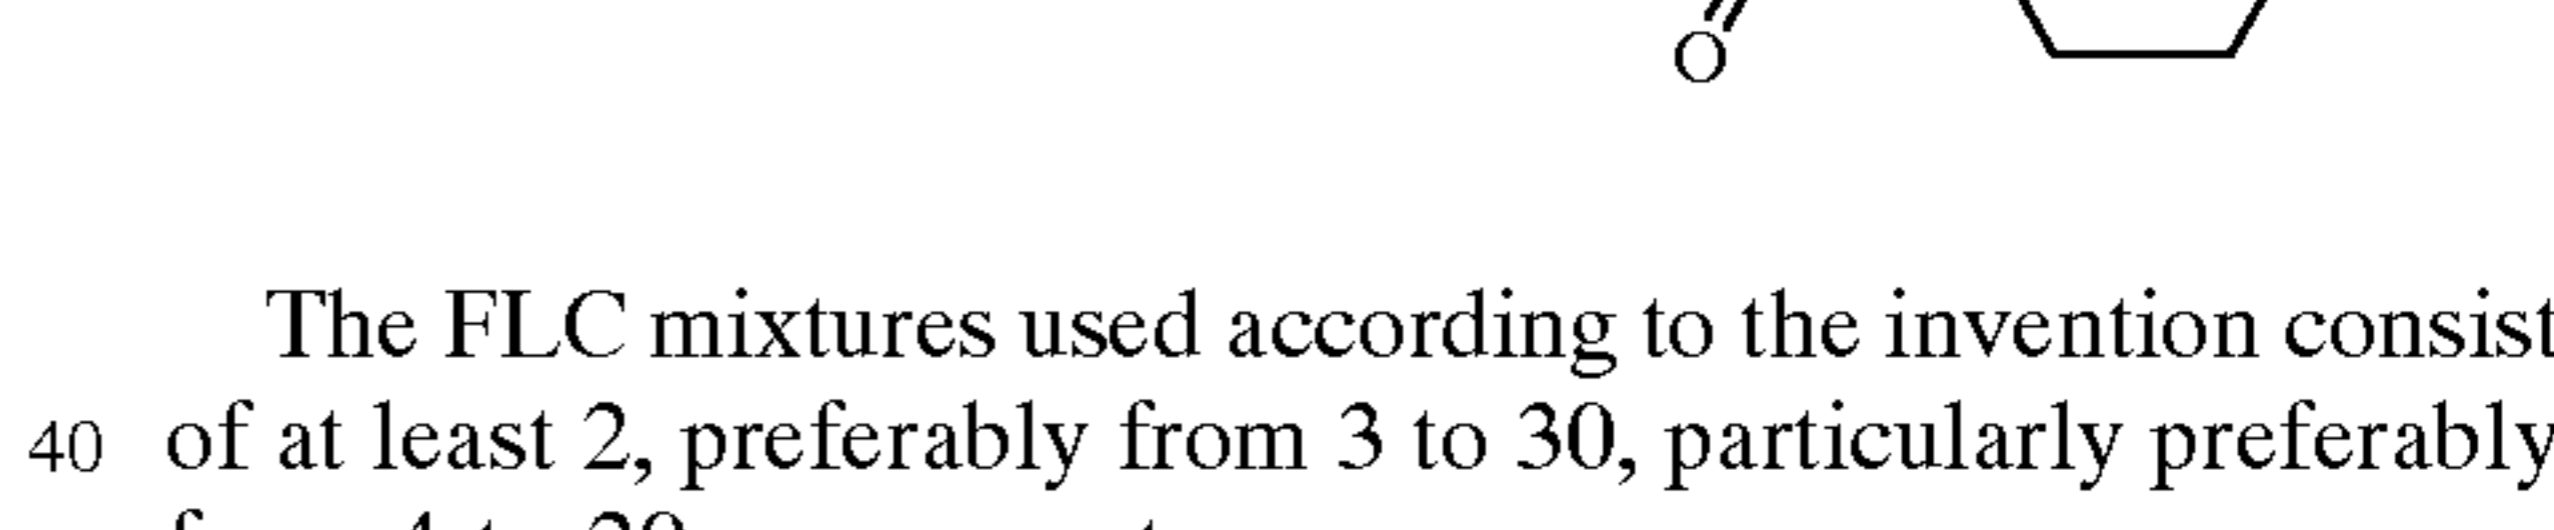 O
The FLC mixtures used according to the invention consist
40 of at least 2, preferably from 3 to 30, particularly preferably